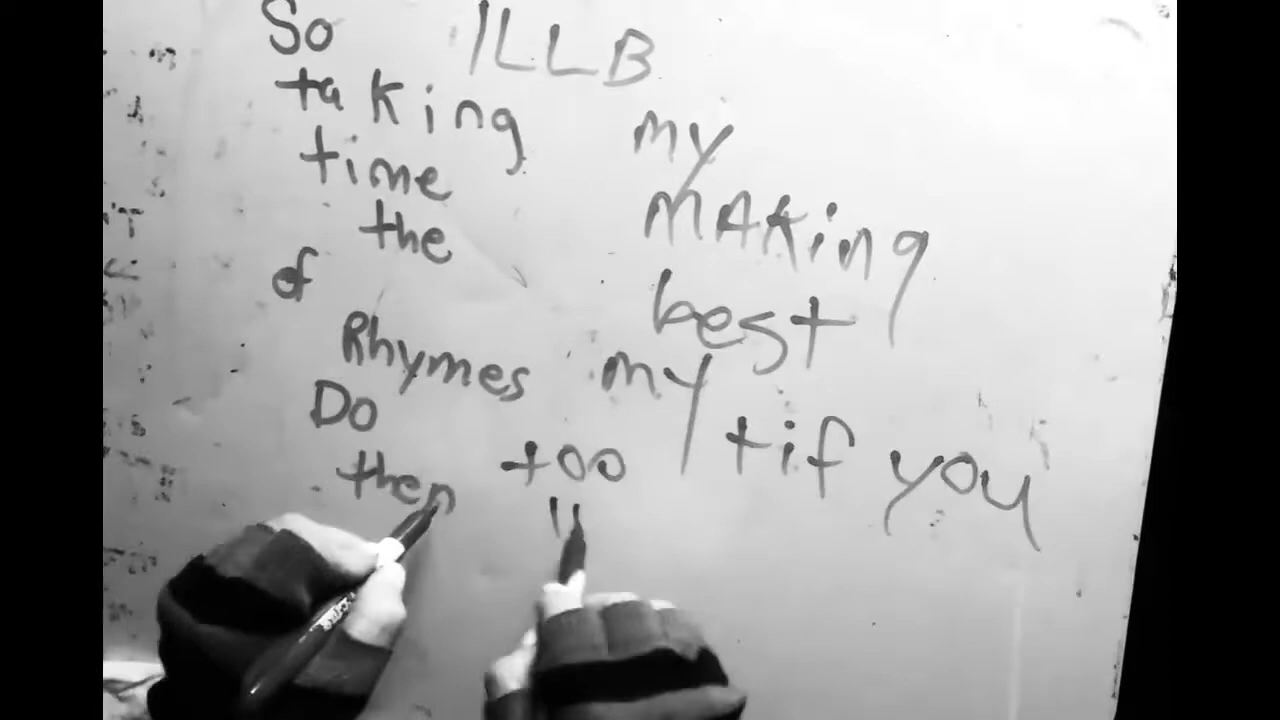 So ILLB
taking my
time MAKing
the best
of
Rhymes my tif you
Do too
then